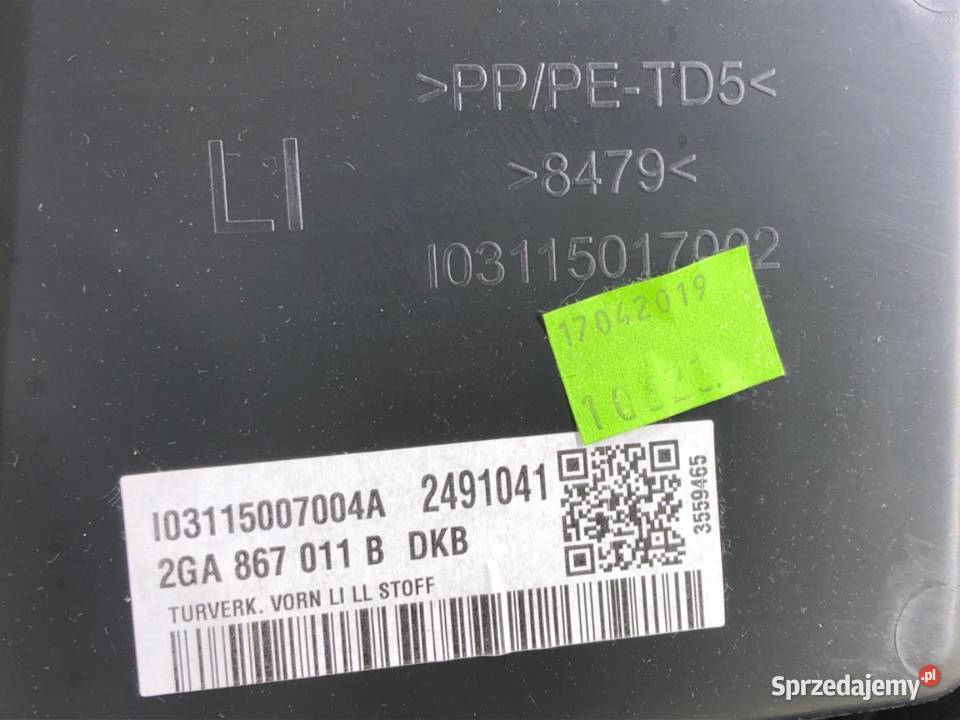 >PP/PE-TD5<
LI
>8479<
I03115017002
17042019
I03115007004A 2491041
3559465
2GA 867 011 B DKB
TURVERK. VORN LI LL STOFF
Sprzedajemy.pl